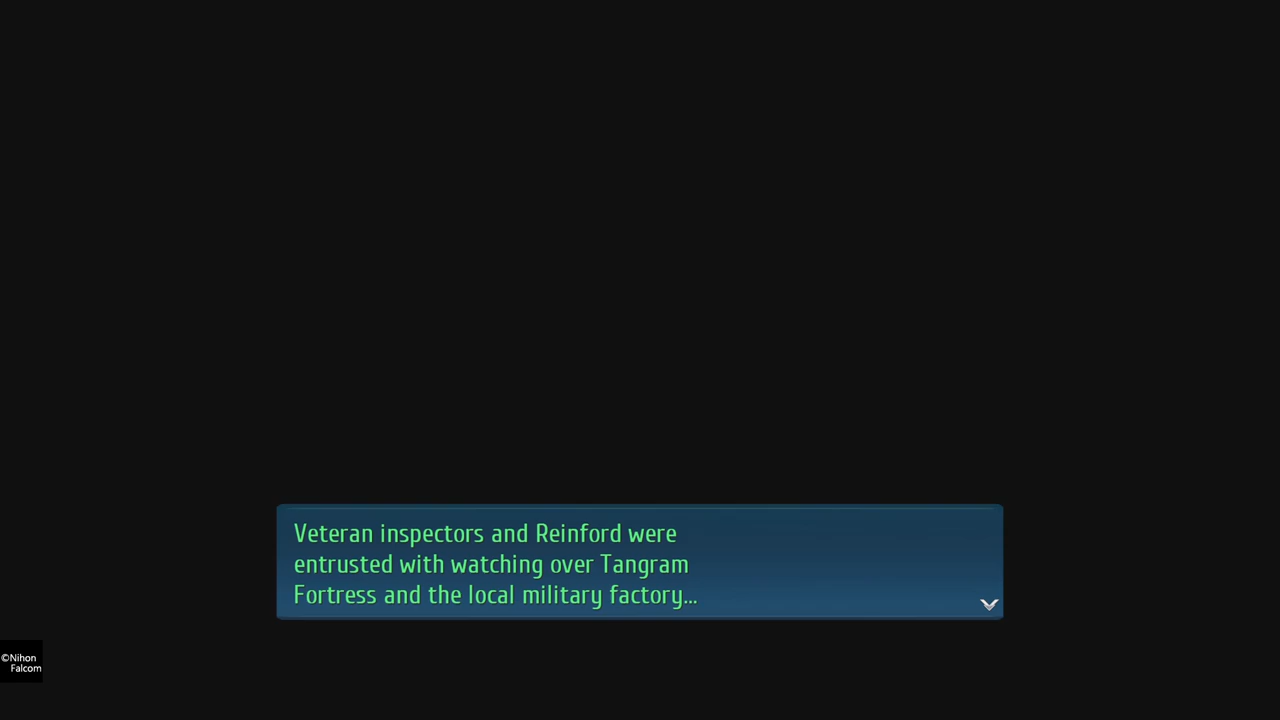 Veteran inspectors and Reinford were
entrusted with watching over Tangram
Fortress and the local military factory...
©Nihon
Falcom